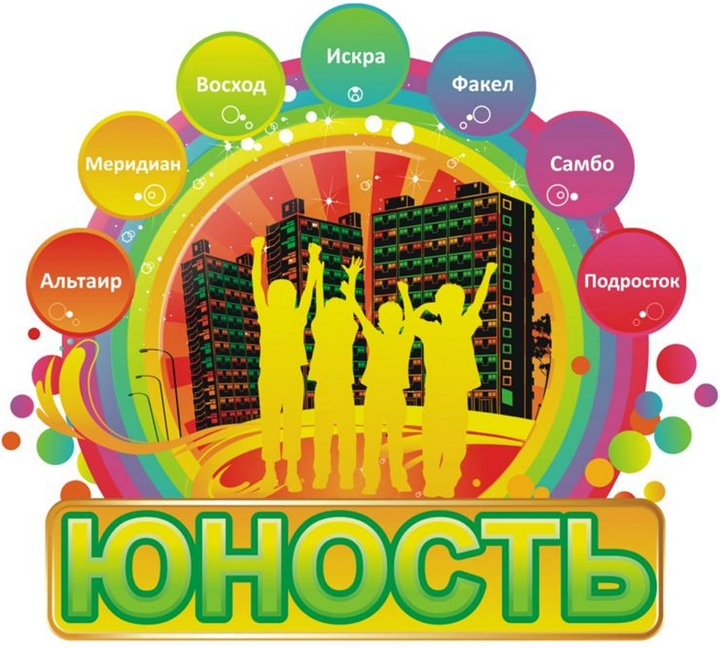 Искра
Восход
Факел
Меридиан
Самбо
Альтаир
Подросток
ЮНОСТЬ